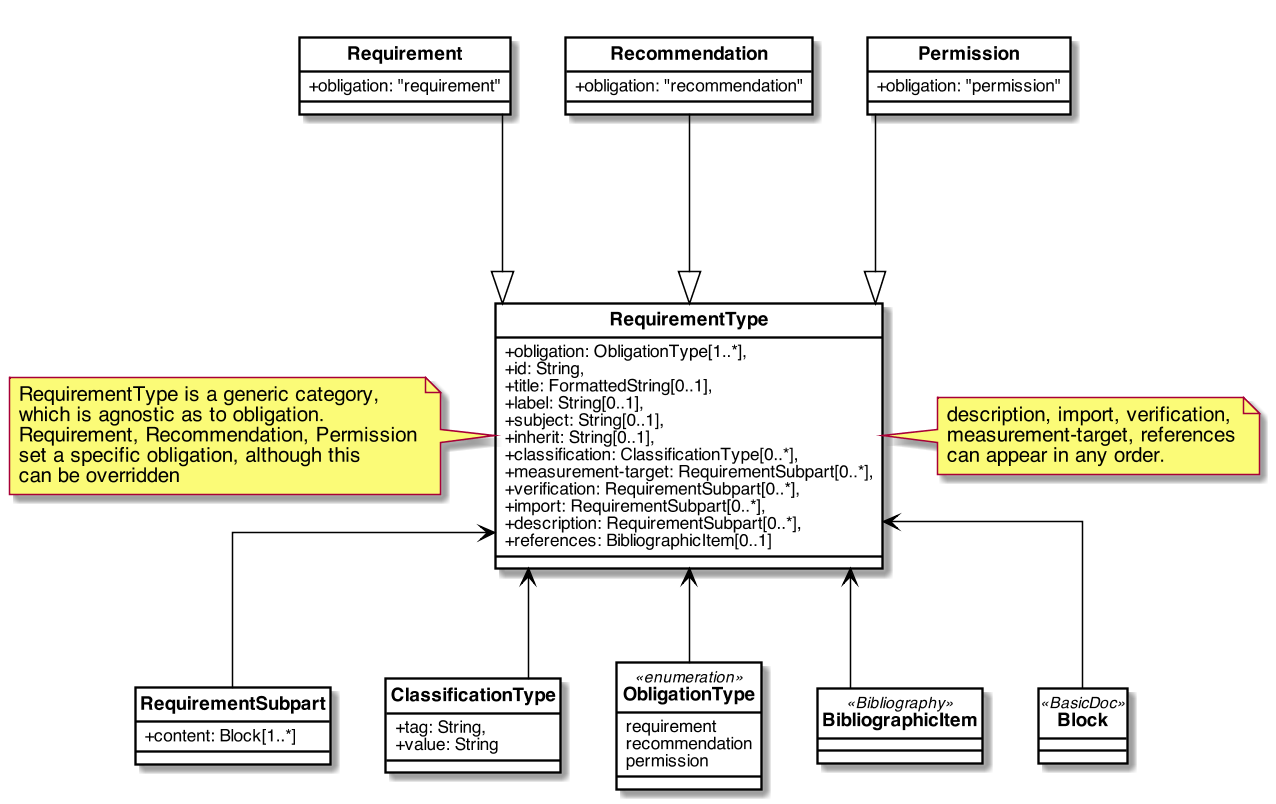 Requirement
+obligation: "requirement"
Recommendation
+obligation: "recommendation"
Permission
+obligation: "permission"
RequirementType
+obligation: ObligationType[1..*],
+id: String,
+title: FormattedString[0..1],
+label: String[0..1],
+subject: String[0..1],
+inherit: String[0..1],
+classification: ClassificationType[0..*],
+measurement-target: RequirementSubpart[0..*],
+verification: RequirementSubpart[0..*],
+import: RequirementSubpart[0..*],
+description: RequirementSubpart[0..*],
+references: BibliographicItem[0..1]
RequirementType is a generic category,
which is agnostic as to obligation.
Requirement, Recommendation, Permission
set a specific obligation, although this
can be overridden
description, import, verification,
measurement-target, references
can appear in any order.
RequirementSubpart
+content: Block[1..*]
ClassificationType
+tag: String,
+value: String
«enumeration»
ObligationType
requirement
recommendation
permission
«Bibliography»
BibliographicItem
«BasicDoc»
Block